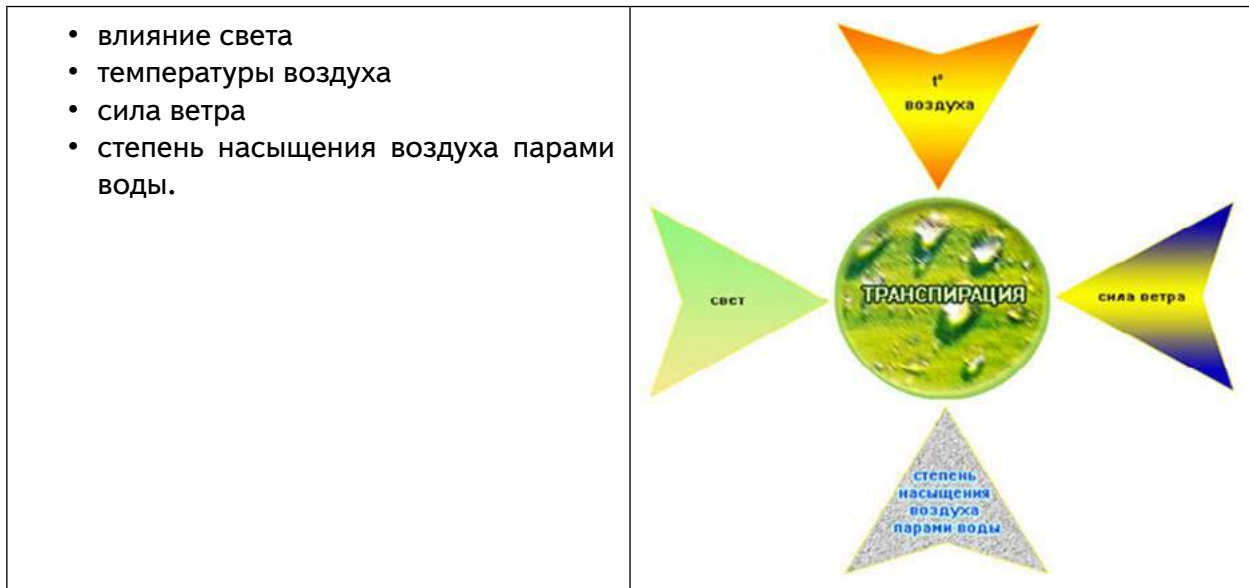 • влияние света
• температуры воздуха
• сила ветра
• степень насыщения воздуха парами
воды.
t°
воздуха
свет
ТРАНСПИРАЦИЯ
сила ветра
степень
насыщения
воздуха
парами воды